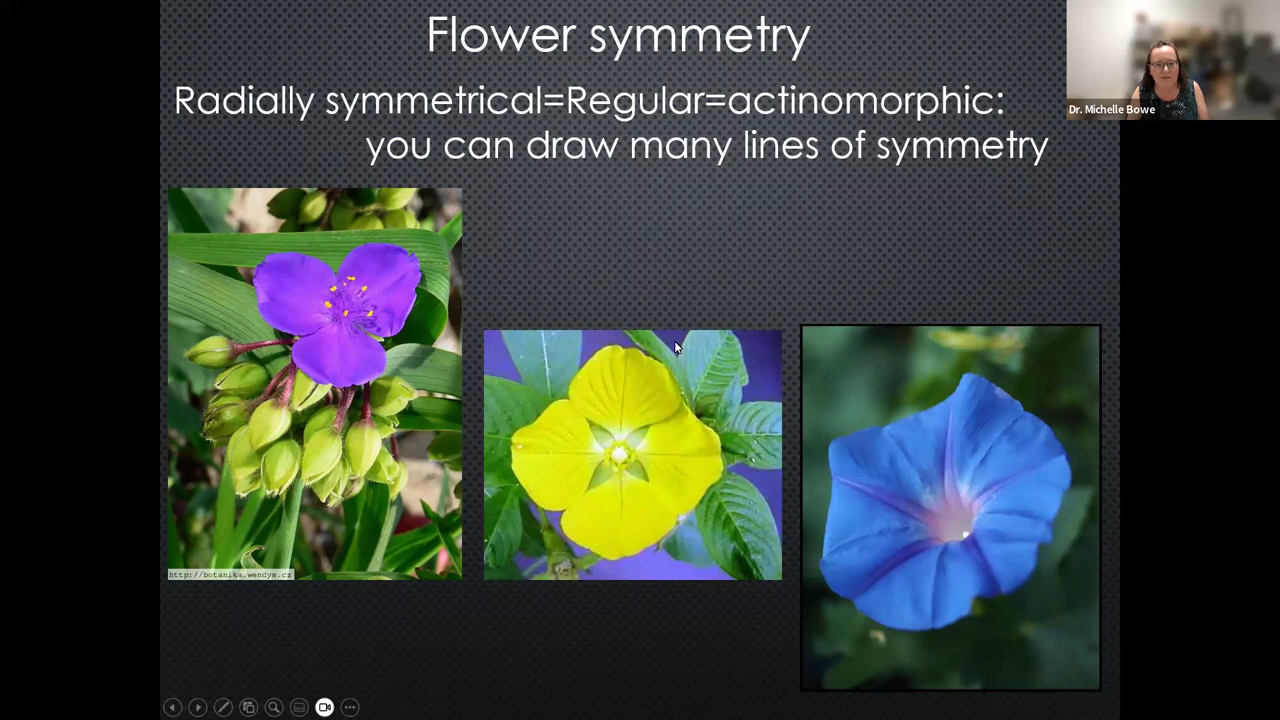 Flower symmetry
Radially symmetrical=Regular=actinomorphic:
you can draw many lines of symmetry
Dr. Michelle Bowe
http://botanika.wendys.cz